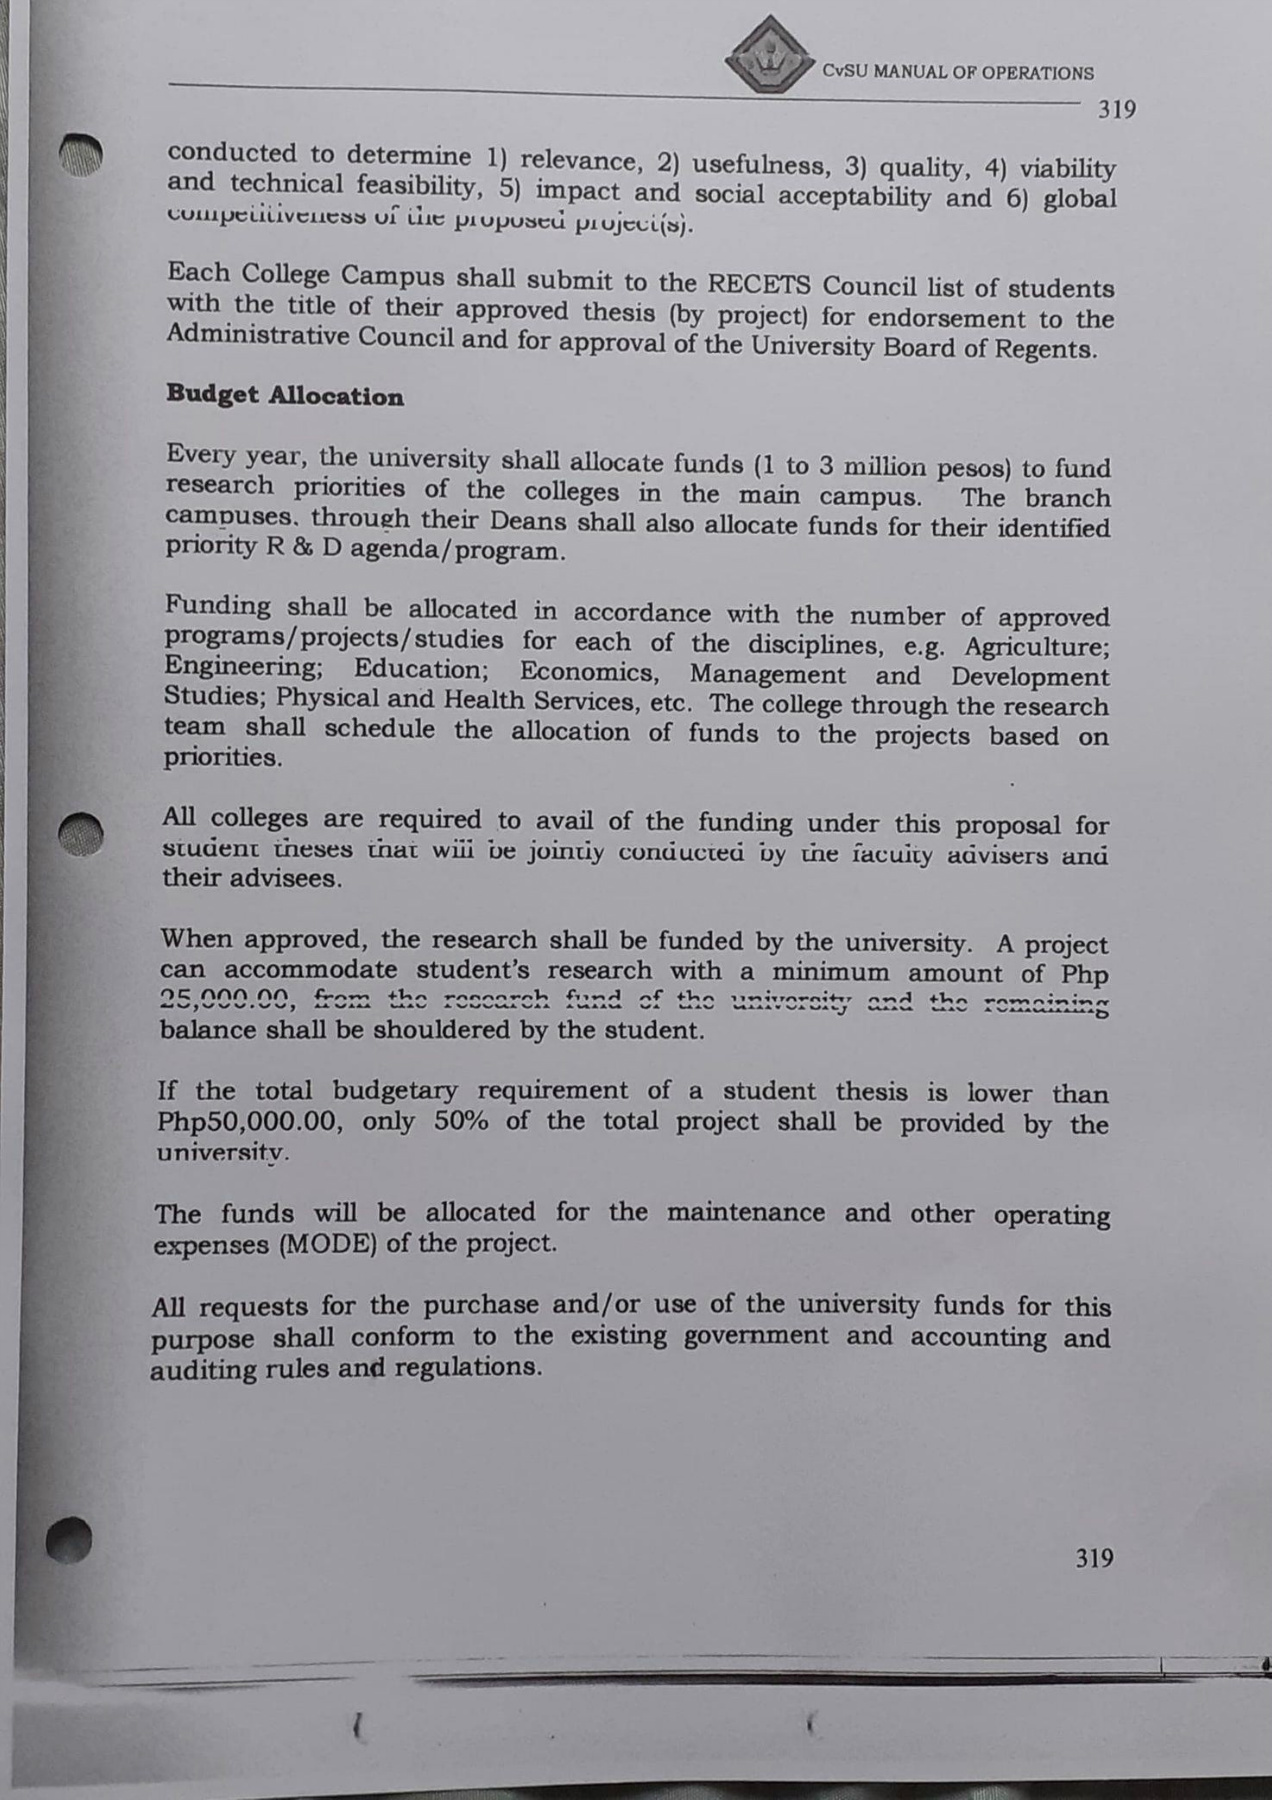 CvSU MANUAL OF OPERATIONS
319
conducted to determine 1) relevance, 2) usefulness, 3) quality, 4) viability
and technical feasibility, 5) impact and social acceptability and 6) global
competitiveness of the proposed project(s).
Each College Campus shall submit to the RECETS Council list of students
with the title of their approved thesis (by project) for endorsement to the
Administrative Council and for approval of the University Board of Regents.
Budget Allocation
Every year, the university shall allocate funds (1 to 3 million pesos) to fund
research priorities of the colleges in the main campus. The branch
campuses, through their Deans shall also allocate funds for their identified
priority R & D agenda/program.
Funding shall be allocated in accordance with the number of approved
programs/projects/studies for each of the disciplines, e.g. Agriculture;
Engineering; Education; Economics, Management and Development
Studies; Physical and Health Services, etc. The college through the research
team shall schedule the allocation of funds to the projects based on
priorities.
All colleges are required to avail of the funding under this proposal for
student theses that will be jointly conducted by the faculty advisers and
their advisees.
When approved, the research shall be funded by the university. A project
can accommodate student's research with a minimum amount of Php
25,000.00, from the research fund of the university and the remaining
balance shall be shouldered by the student.
If the total budgetary requirement of a student thesis is lower than
Php50,000.00, only 50% of the total project shall be provided by the
university.
The funds will be allocated for the maintenance and other operating
expenses (MODE) of the project.
All requests for the purchase and/or use of the university funds for this
purpose shall conform to the existing government and accounting and
auditing rules and regulations.
319